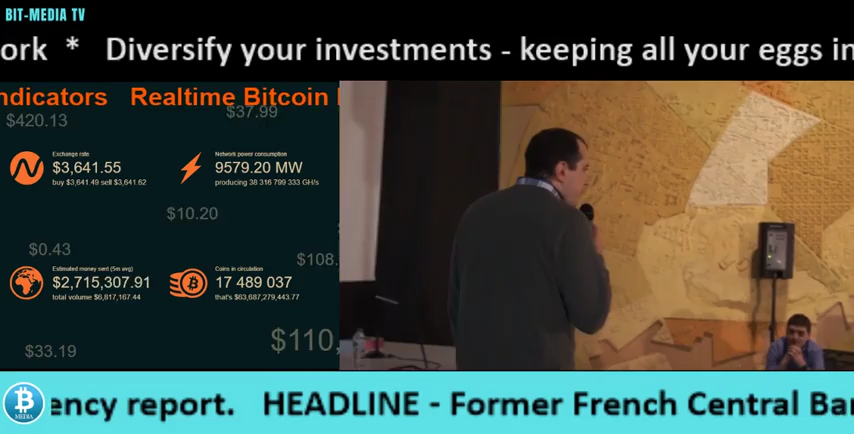 BIT-MEDIA TV
ork * Diversify your investments - keeping all your eggs in
ndicators Realtime Bitcoin
$420.13
$37.99
Exchange rate
$3,641.55
buy $3,641.49 sell $3,641.62
Network power consumption
9579.20 MW
producing 38 316 799 333 GH/s
$10.20
$0.43
$108.
Estimated money sent (5m avg)
$2,715,307.91
total volume $6,817,167.44
Coins in circulation
17 489 037
that's $63,687,279,443.77
$110,
$33.19
B
MEDIA
ency report. HEADLINE - Former French Central Ba